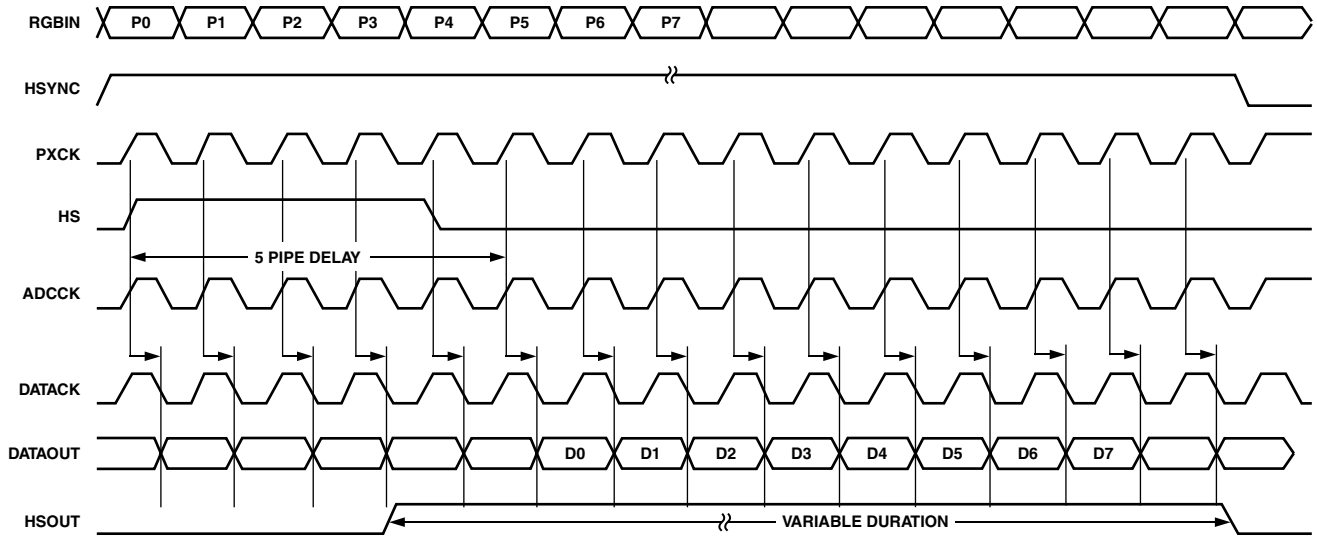 RGBIN P0 P1 P2 P3 P4 P5 P6 P7
HSYNC
PXCK
HS
5 PIPE DELAY
ADCCK
DATACK
DATAOUT D0 D1 D2 D3 D4 D5 D6 D7
HSOUT VARIABLE DURATION